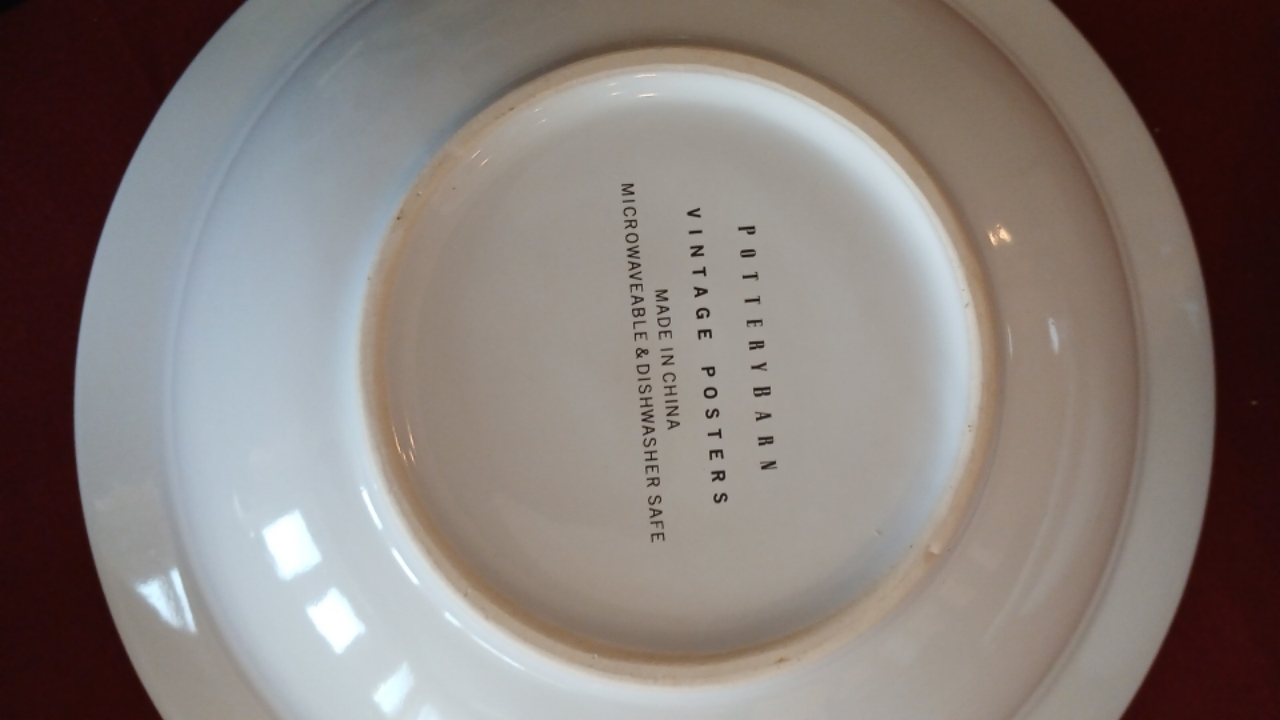 POTTERYBARN
VINTAGE POSTERS
MADE IN CHINA
MICROWAVEABLE & DISHWASHER SAFE